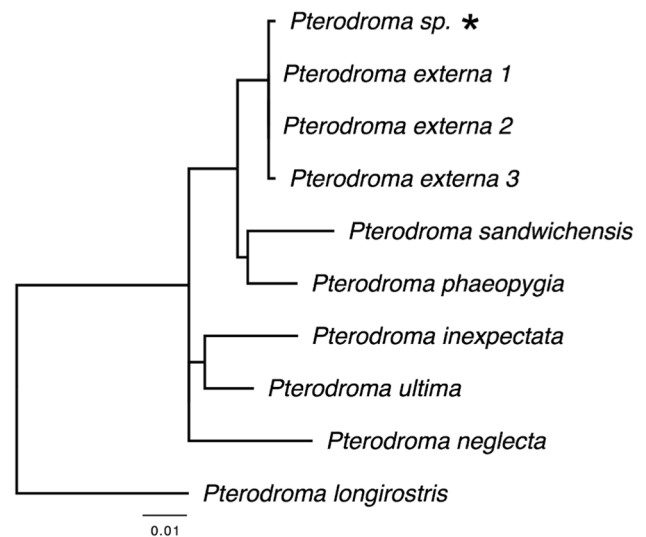 Pterodroma sp. *
Pterodroma externa 1
Pterodroma externa 2
Pterodroma externa 3
Pterodroma sandwichensis
Pterodroma phaeopygia
Pterodroma inexpectata
Pterodroma ultima
Pterodroma neglecta
Pterodroma longirostris
0.01